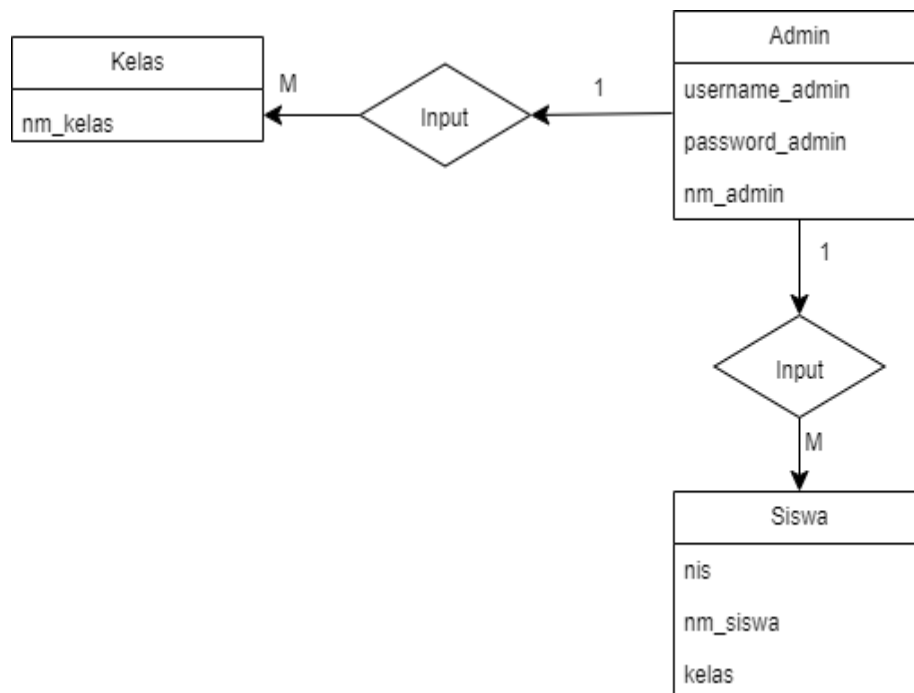 Admin
Kelas
username_admin
M
1
nm_kelas
Input
password_admin
nm_admin
1
Input
M
Siswa
nis
nm_siswa
kelas